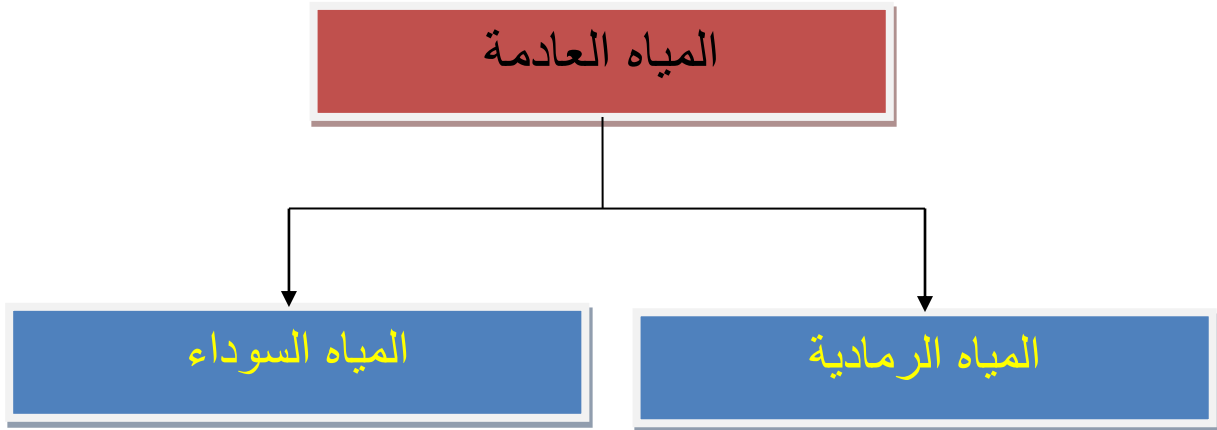 المياه العادمة
المياه الرمادية
المياه السوداء